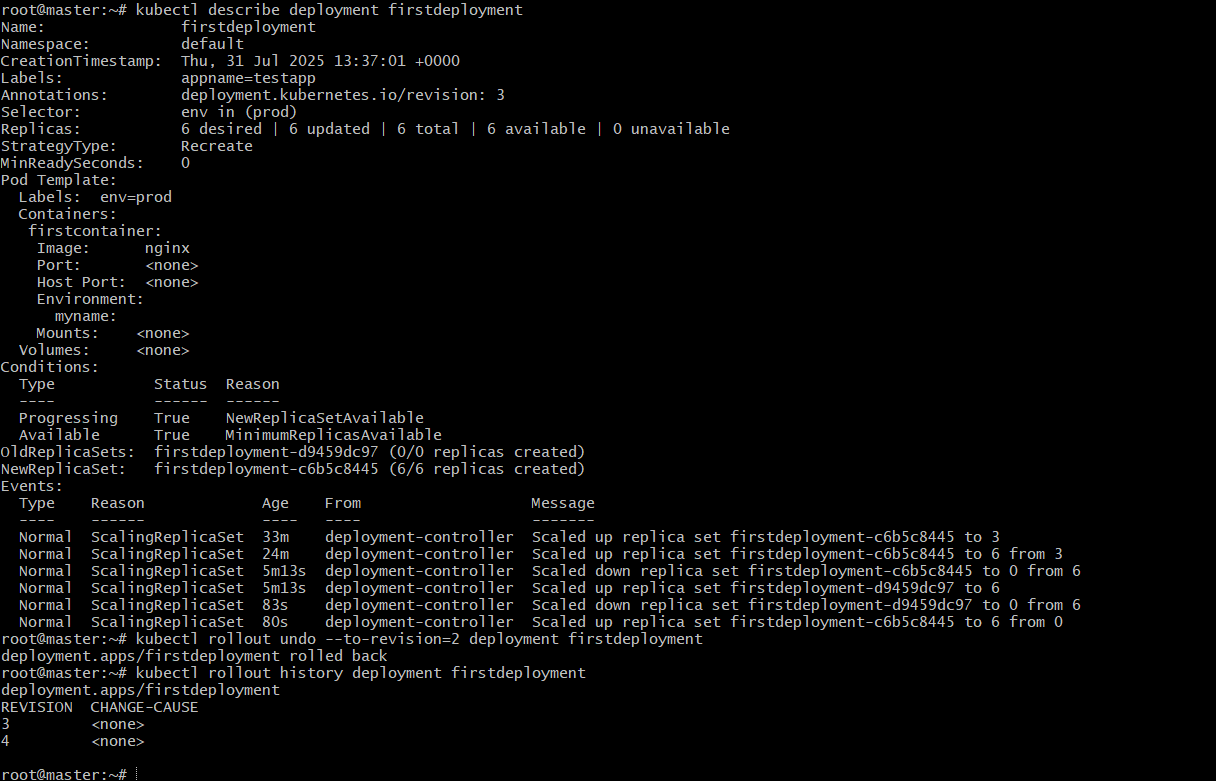 root@master:~# kubectl describe deployment firstdeployment
Name:               firstdeployment
Namespace:          default
CreationTimestamp:  Thu, 31 Jul 2025 13:37:01 +0000
Labels:             appname=testapp
Annotations:        deployment.kubernetes.io/revision: 3
Selector:           env in (prod)
Replicas:           6 desired | 6 updated | 6 total | 6 available | 0 unavailable
StrategyType:       Recreate
MinReadySeconds:    0
Pod Template:
  Labels:  env=prod
  Containers:
   firstcontainer:
    Image:      nginx
    Port:       <none>
    Host Port:  <none>
    Environment:
      myname:
    Mounts:    <none>
  Volumes:     <none>
Conditions:
  Type           Status  Reason
  ----           ------  ------
  Progressing    True    NewReplicaSetAvailable
  Available      True    MinimumReplicasAvailable
OldReplicaSets:  firstdeployment-d9459dc97 (0/0 replicas created)
NewReplicaSet:   firstdeployment-c6b5c8445 (6/6 replicas created)
Events:
  Type    Reason             Age    From                   Message
  ----    ------             ----   ----                   -------
  Normal  ScalingReplicaSet  33m    deployment-controller  Scaled up replica set firstdeployment-c6b5c8445 to 3
  Normal  ScalingReplicaSet  24m    deployment-controller  Scaled up replica set firstdeployment-c6b5c8445 to 6 from 3
  Normal  ScalingReplicaSet  5m13s  deployment-controller  Scaled down replica set firstdeployment-c6b5c8445 to 0 from 6
  Normal  ScalingReplicaSet  5m13s  deployment-controller  Scaled up replica set firstdeployment-d9459dc97 to 6
  Normal  ScalingReplicaSet  83s    deployment-controller  Scaled down replica set firstdeployment-d9459dc97 to 0 from 6
  Normal  ScalingReplicaSet  80s    deployment-controller  Scaled up replica set firstdeployment-c6b5c8445 to 6 from 0
root@master:~# kubectl rollout undo --to-revision=2 deployment firstdeployment
deployment.apps/firstdeployment rolled back
root@master:~# kubectl rollout history deployment firstdeployment
deployment.apps/firstdeployment
REVISION  CHANGE-CAUSE
3         <none>
4         <none>
root@master:~#